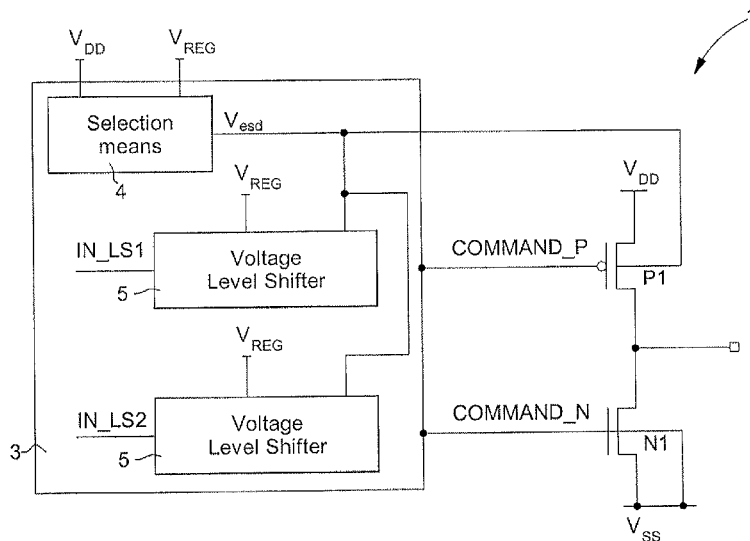 V_DD V_REG
Selection
means
4
V_esd
V_REG
V_DD
IN_LS1
Voltage
Level Shifter
5
COMMAND_P
P1
V_REG
IN_LS2
Voltage
Level Shifter
5
COMMAND_N
N1
3
V_SS